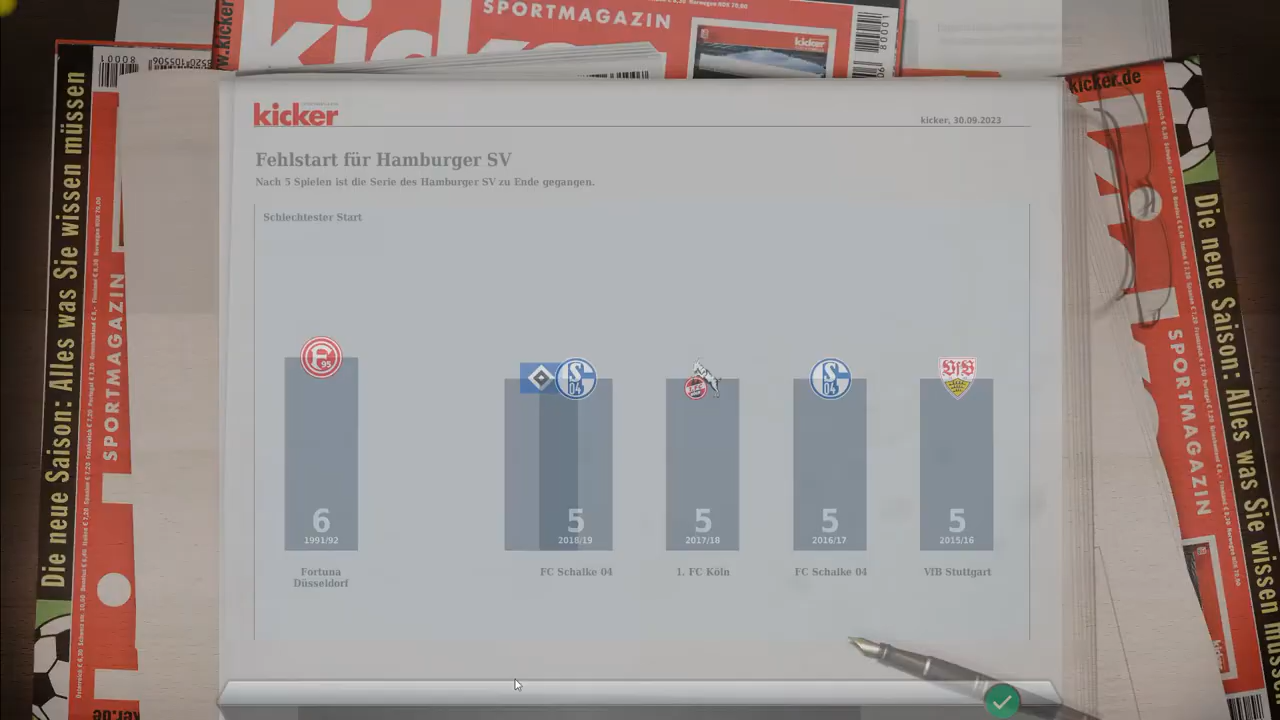 SPORTMAGAZIN
kicker
kicker, 30.09.2023
Fehlstart für Hamburger SV
Nach 5 Spielen ist die Serie des Hamburger SV zu Ende gegangen.
Schlechtester Start
6
1991/92
Fortuna
Düsseldorf
5
2018/19
FC Schalke 04
5
2017/18
1. FC Köln
5
2016/17
FC Schalke 04
5
2015/16
VfB Stuttgart
Die neue Saison: Alles was Sie wissen müssen
SPORTMAGAZIN
kicker.de
Die neue Saison: Alles was Sie wissen müssen
SPORTMAGAZIN